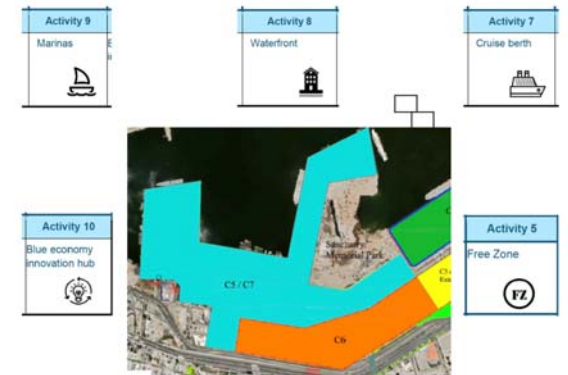 Activity 9
Marinas
Activity 8
Waterfront
Activity 7
Cruise berth
Activity 10
Blue economy
innovation hub
Activity 5
Free Zone
FZ
Sanctuary
Memorial Park
C5 / C7
C6